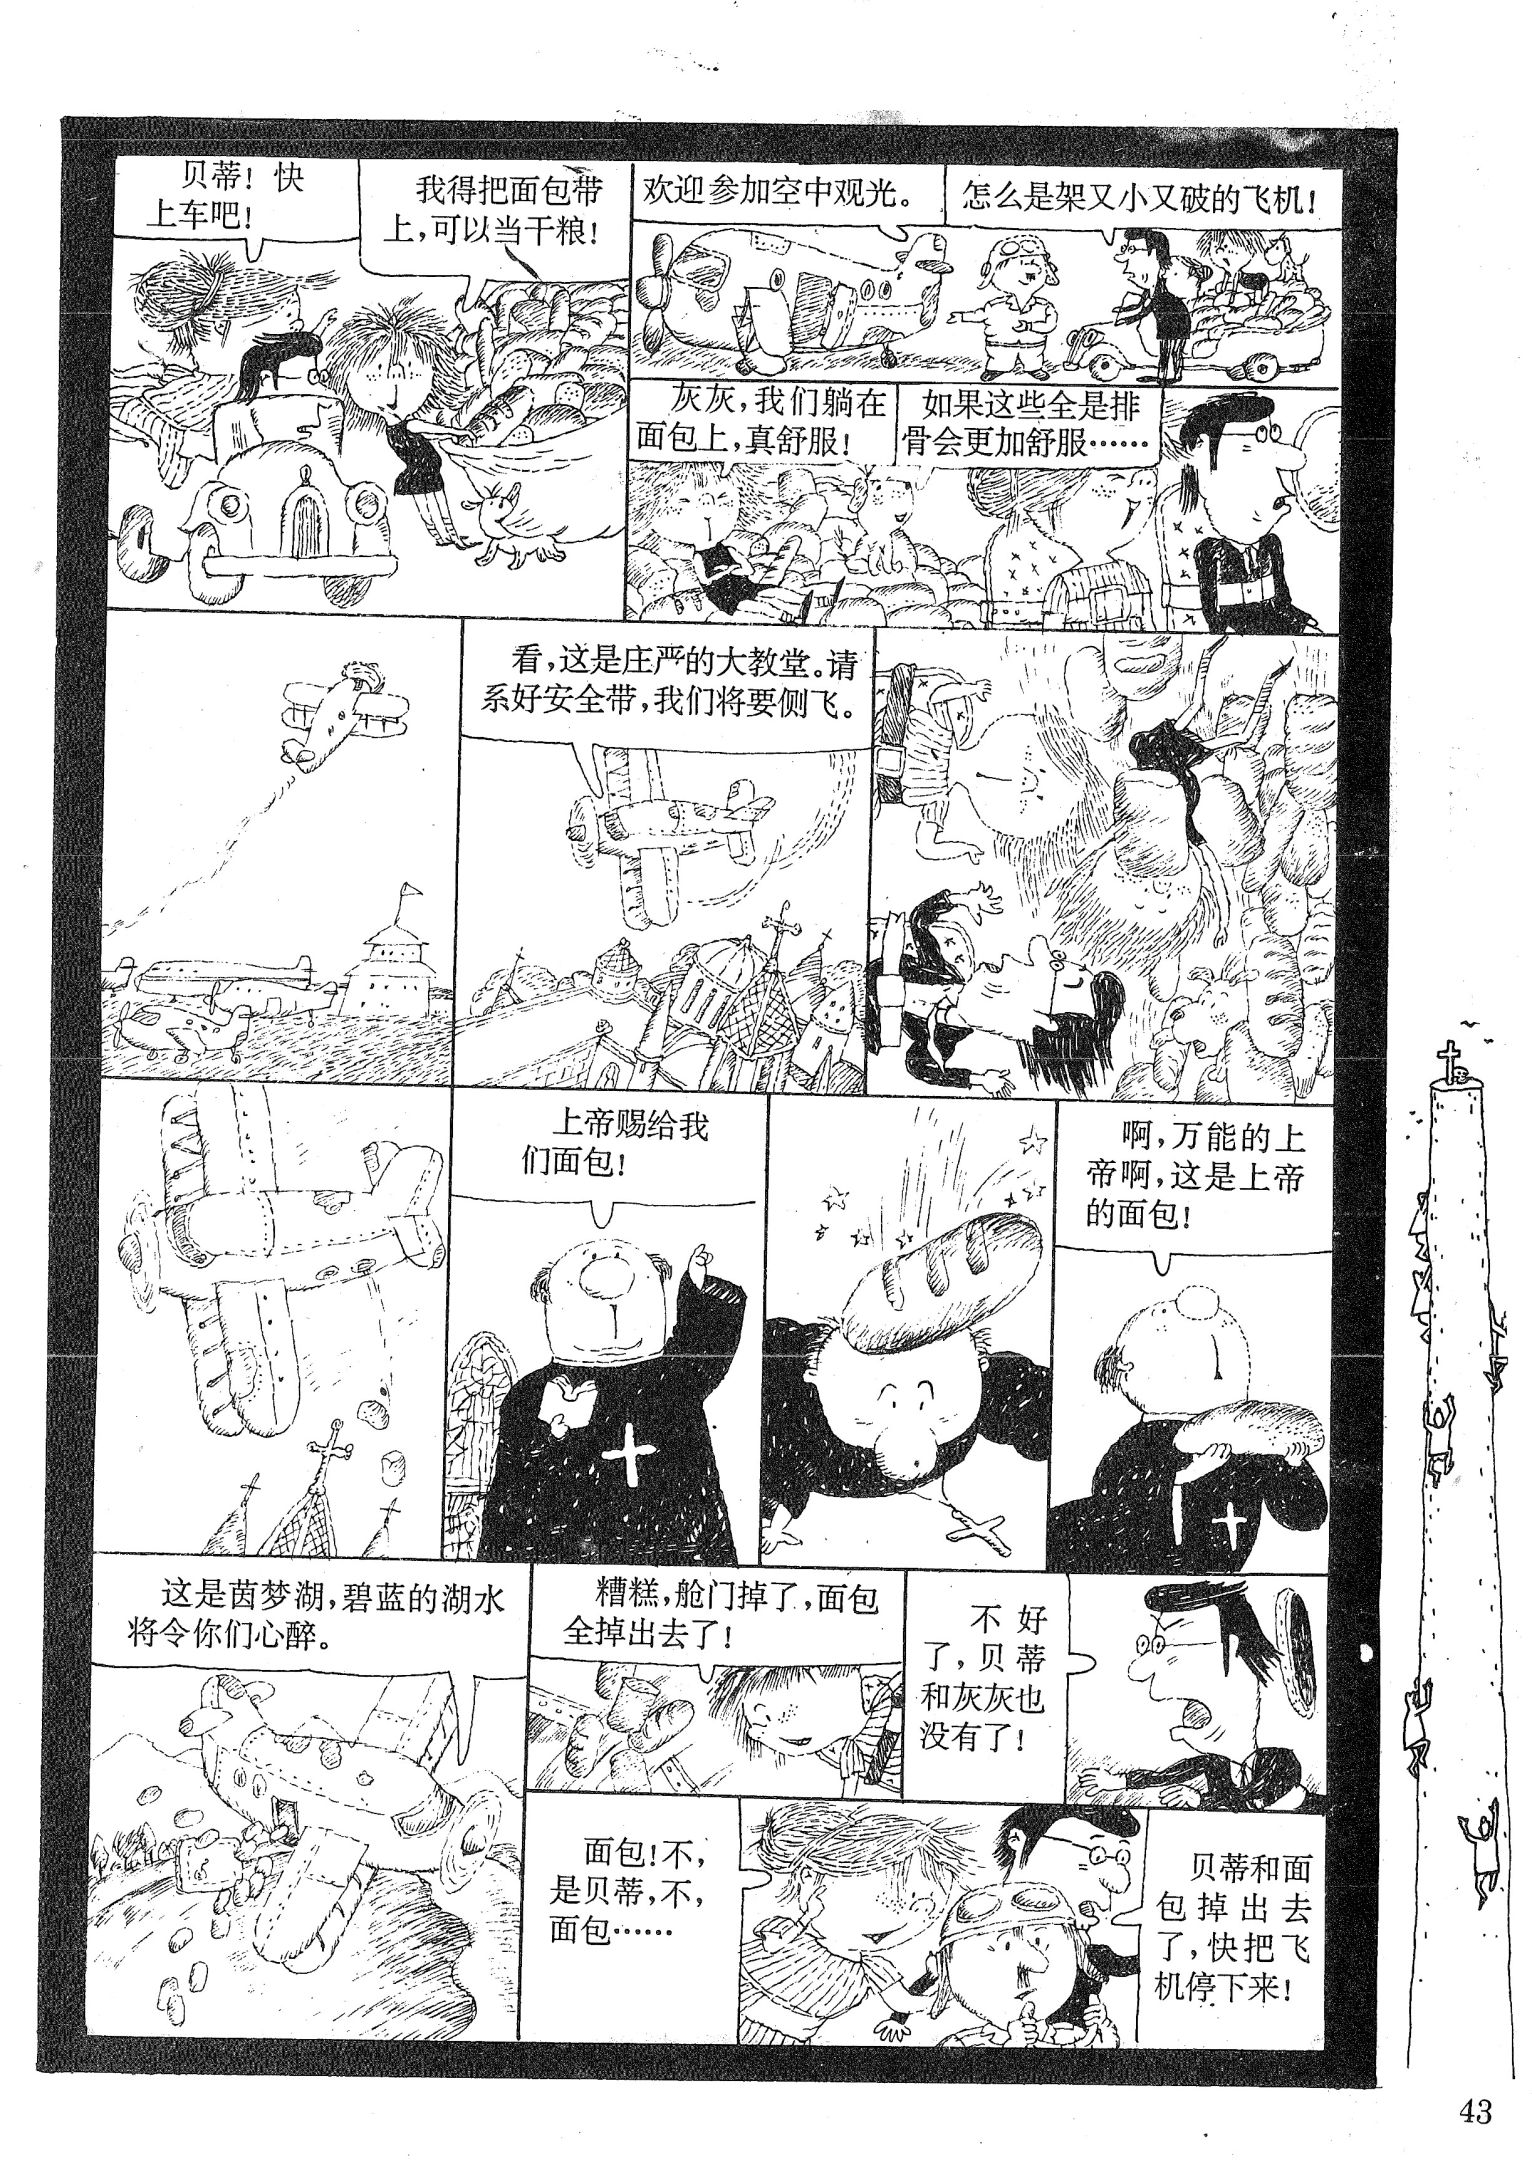 贝蒂！快
上车吧！
我得把面包带
上，可以当干粮！
欢迎参加空中观光。
怎么是架又小又破的飞机！
灰灰，我们躺在
面包上，真舒服！
如果这些全是排
骨会更加舒服……
看，这是庄严的大教堂。请
系好安全带，我们将要侧飞。
上帝赐给我
们面包！
啊，万能的上
帝啊，这是上帝
的面包！
这是茵梦湖，碧蓝的湖水
将令你们心醉。
糟糕，舱门掉了，面包
全掉出去了！
不好
了，贝蒂
和灰灰也
没有了！
面包！不，
是贝蒂，不，
面包……
贝蒂和面
包掉出去
了，快把飞
机停下来！
43